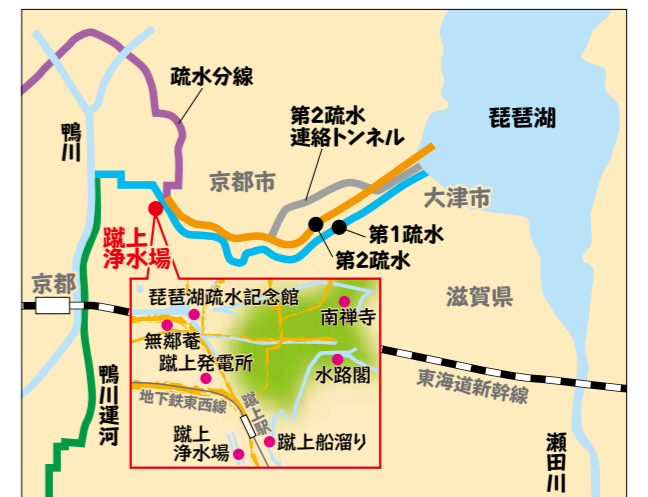 疏水分線
鴨川
第2疏水
連絡トンネル
琵琶湖
京都市
大津市
第1疏水
第2疏水
蹴上
浄水場
滋賀県
京都
琵琶湖疏水記念館
南禅寺
無鄰菴
蹴上発電所
水路閣
地下鉄東西線
蹴上駅
蹴上
浄水場
蹴上船溜り
東海道新幹線
鴨川運河
瀬田川